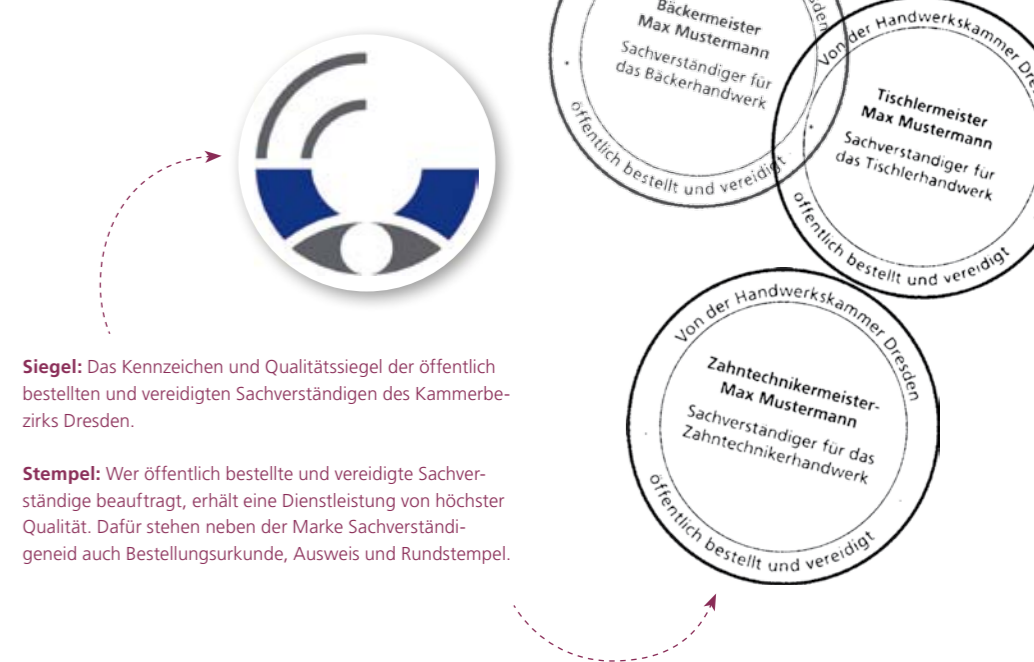 Siegel: Das Kennzeichen und Qualitätssiegel der öffentlich
bestellten und vereidigten Sachverständigen des Kammerbe-
zirks Dresden.
Stempel: Wer öffentlich bestellte und vereidigte Sachver-
ständige beauftragt, erhält eine Dienstleistung von höchster
Qualität. Dafür stehen neben der Marke Sachverständi-
geneid auch Bestellungsurkunde, Ausweis und Rundstempel.
Bäckermeister
Max Mustermann
Sachverständiger für
das Bäckerhandwerk
öffentlich bestellt und vereidigt
Von der Handwerkskammer
Tischlermeister
Max Mustermann
Sachverständiger für
das Tischlerhandwerk
öffentlich bestellt und vereidigt
Von der Handwerkskammer Dresden
Zahntechnikermeister-
Max Mustermann
Sachverständiger für das
Zahntechnikerhandwerk
öffentlich bestellt und vereidigt